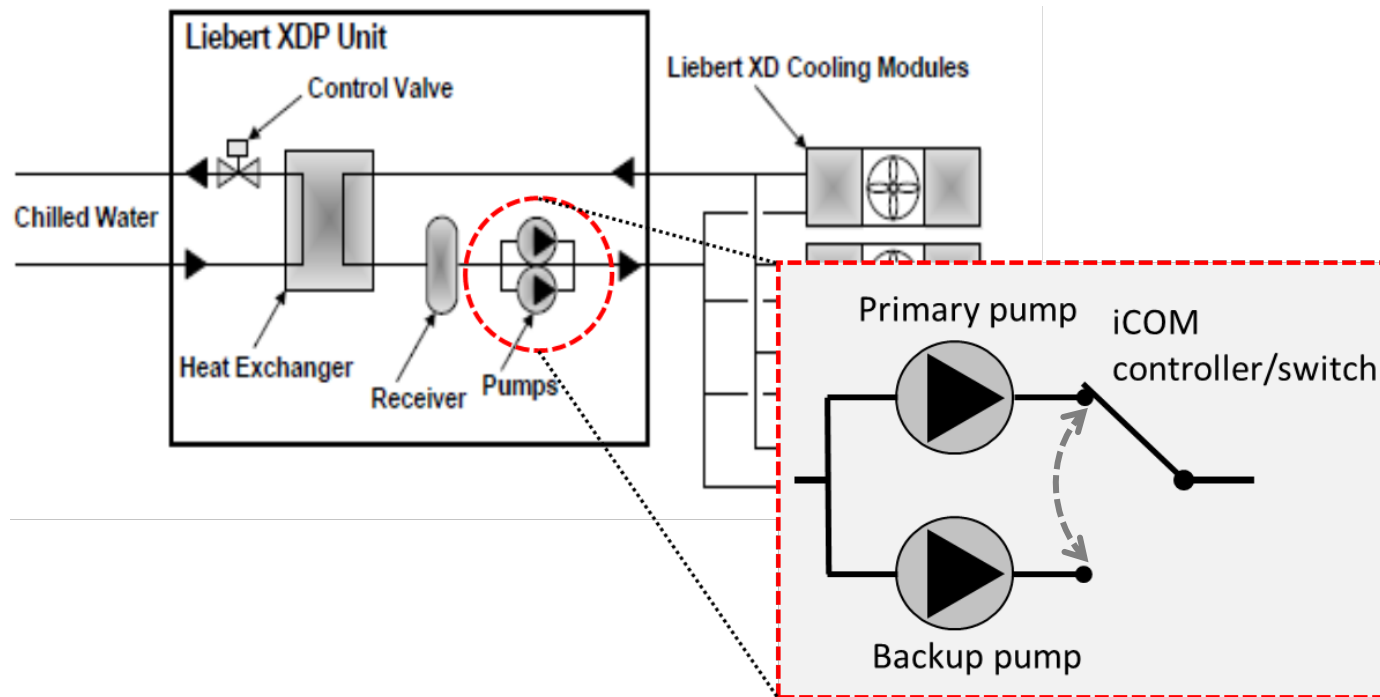 Liebert XDP Unit
Control Valve
Liebert XD Cooling Modules
Chilled Water
Heat Exchanger
Receiver
Pumps
Primary pump
iCOM
controller/switch
Backup pump